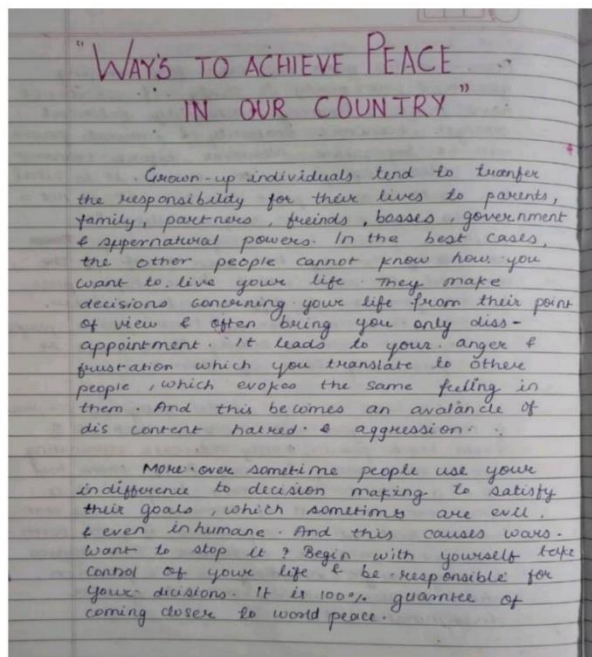 "WAYS TO ACHIEVE PEACE
IN OUR COUNTRY"
Grown-up individuals tend to tranfer
the responsibility for their lives to parents,
family, partners, freinds, bosses, government
& supernatural powers. In the best cases,
the other people cannot know how you
want to live your life. They make
decisions concerning your life from their point
of view & often bring you only diss-
appointment. It leads to your anger &
frustation which you translate to other
people, which evokes the same feeling in
them. And this becomes an avalancle of
dis content hatred & aggression.
More over sometime people use your
indifference to decision making to satisfy
their goals, which sometimes are evil.
& even inhumane. And this causes wars.
Want to stop it? Begin with yourself take
control of your life & be responsible for
your dicisions. It is 100% guarntee of
coming closer to world peace.